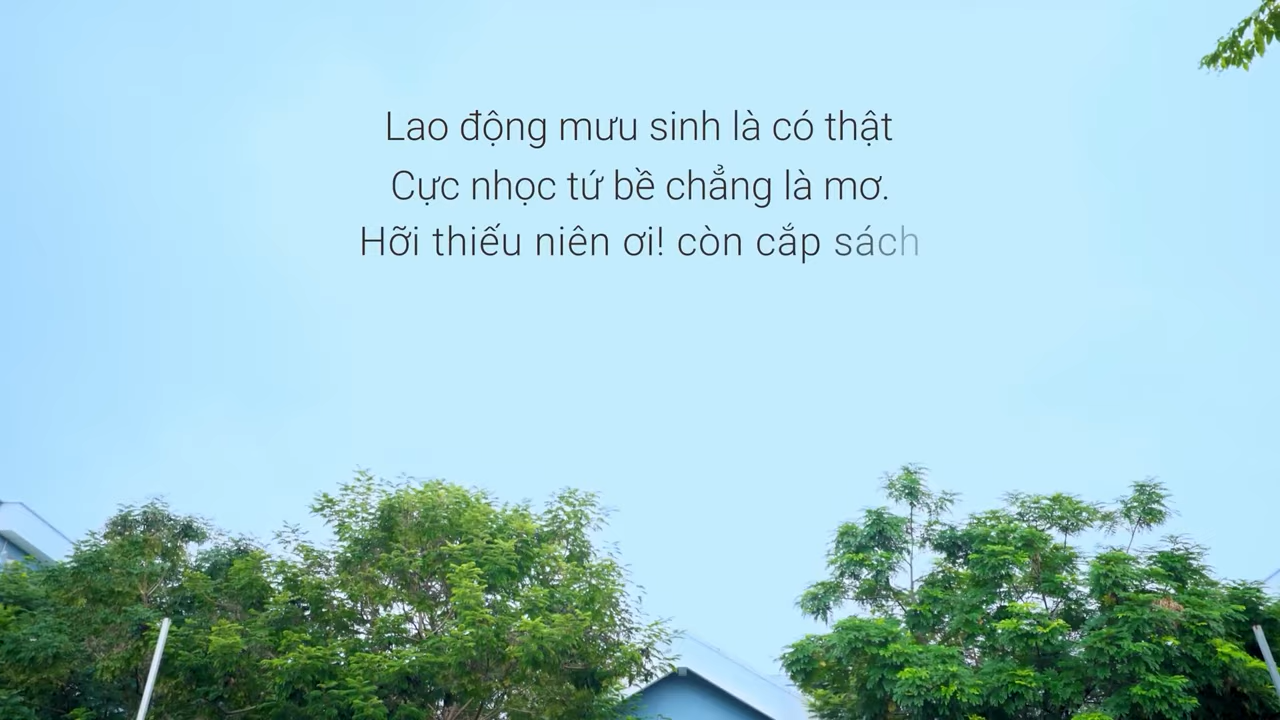 Lao động mưu sinh là có thật
Cực nhọc tứ bề chẳng là mơ.
Hỡi thiếu niên ơi! còn cắp sách